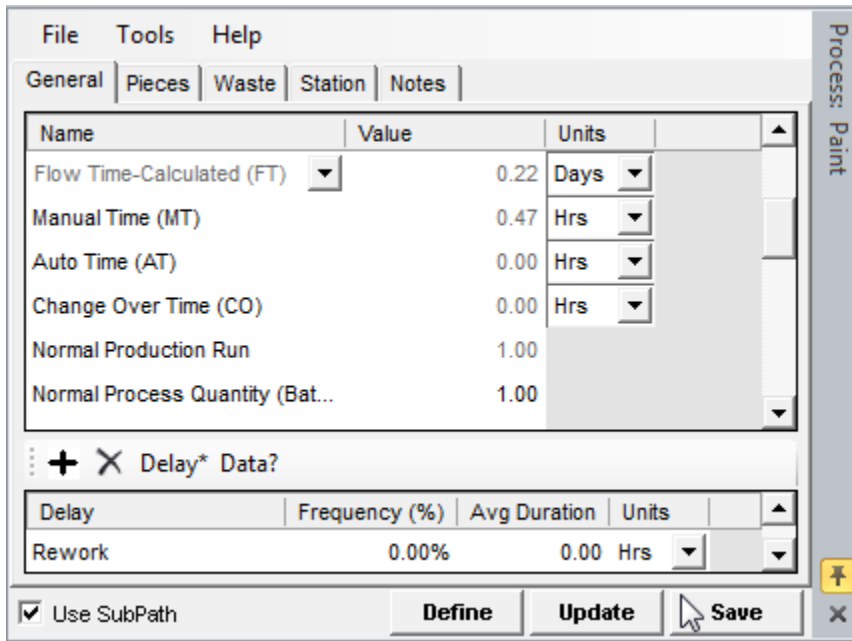 File Tools Help
General Pieces Waste Station Notes
Name Value Units
Flow Time-Calculated (FT) 0.22 Days
Manual Time (MT) 0.47 Hrs
Auto Time (AT) 0.00 Hrs
Change Over Time (CO) 0.00 Hrs
Normal Production Run 1.00
Normal Process Quantity (Bat... 1.00
Delay* Data?
Delay Frequency (%) Avg Duration Units
Rework 0.00% 0.00 Hrs
Use SubPath Define Update Save
Process: Paint